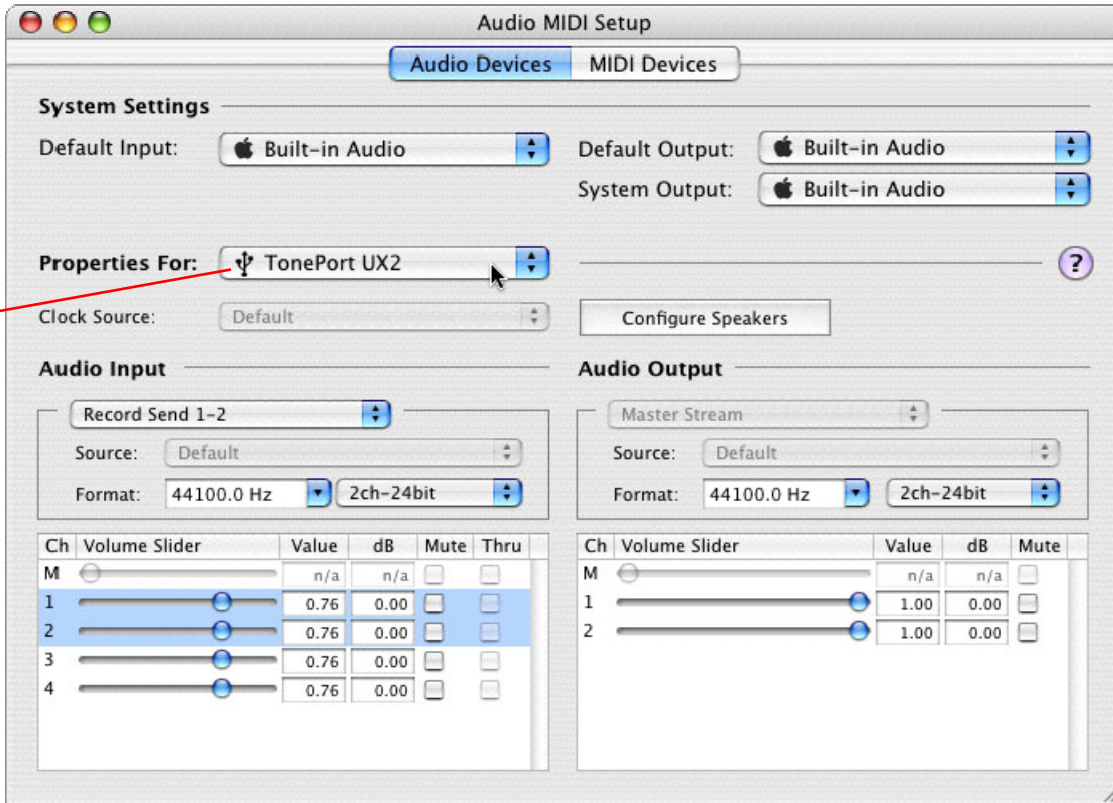 Audio MIDI Setup
Audio Devices MIDI Devices
System Settings
Default Input: Built-in Audio
Default Output: Built-in Audio
System Output: Built-in Audio
Properties For: TonePort UX2
?
Clock Source: Default
Configure Speakers
Audio Input
Record Send 1-2
Source: Default
Format: 44100.0 Hz 2ch-24bit
Ch Volume Slider Value dB Mute Thru
M n/a n/a
1 0.76 0.00
2 0.76 0.00
3 0.76 0.00
4 0.76 0.00
Audio Output
Master Stream
Source: Default
Format: 44100.0 Hz 2ch-24bit
Ch Volume Slider Value dB Mute
M n/a n/a
1 1.00 0.00
2 1.00 0.00